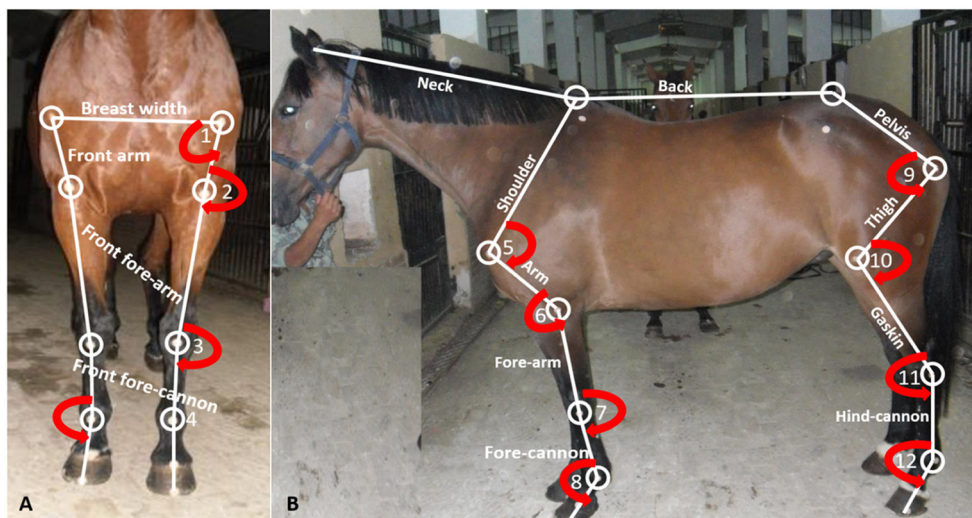 Breast width
1
Front arm
2
Front fore-arm
3
Front fore-cannon
4
A
Neck
Back
Pelvis
9
Shoulder
Thigh
5
10
Arm
6
Gaskin
Fore-arm
11
7
Hind-cannon
Fore-cannon
12
8
B